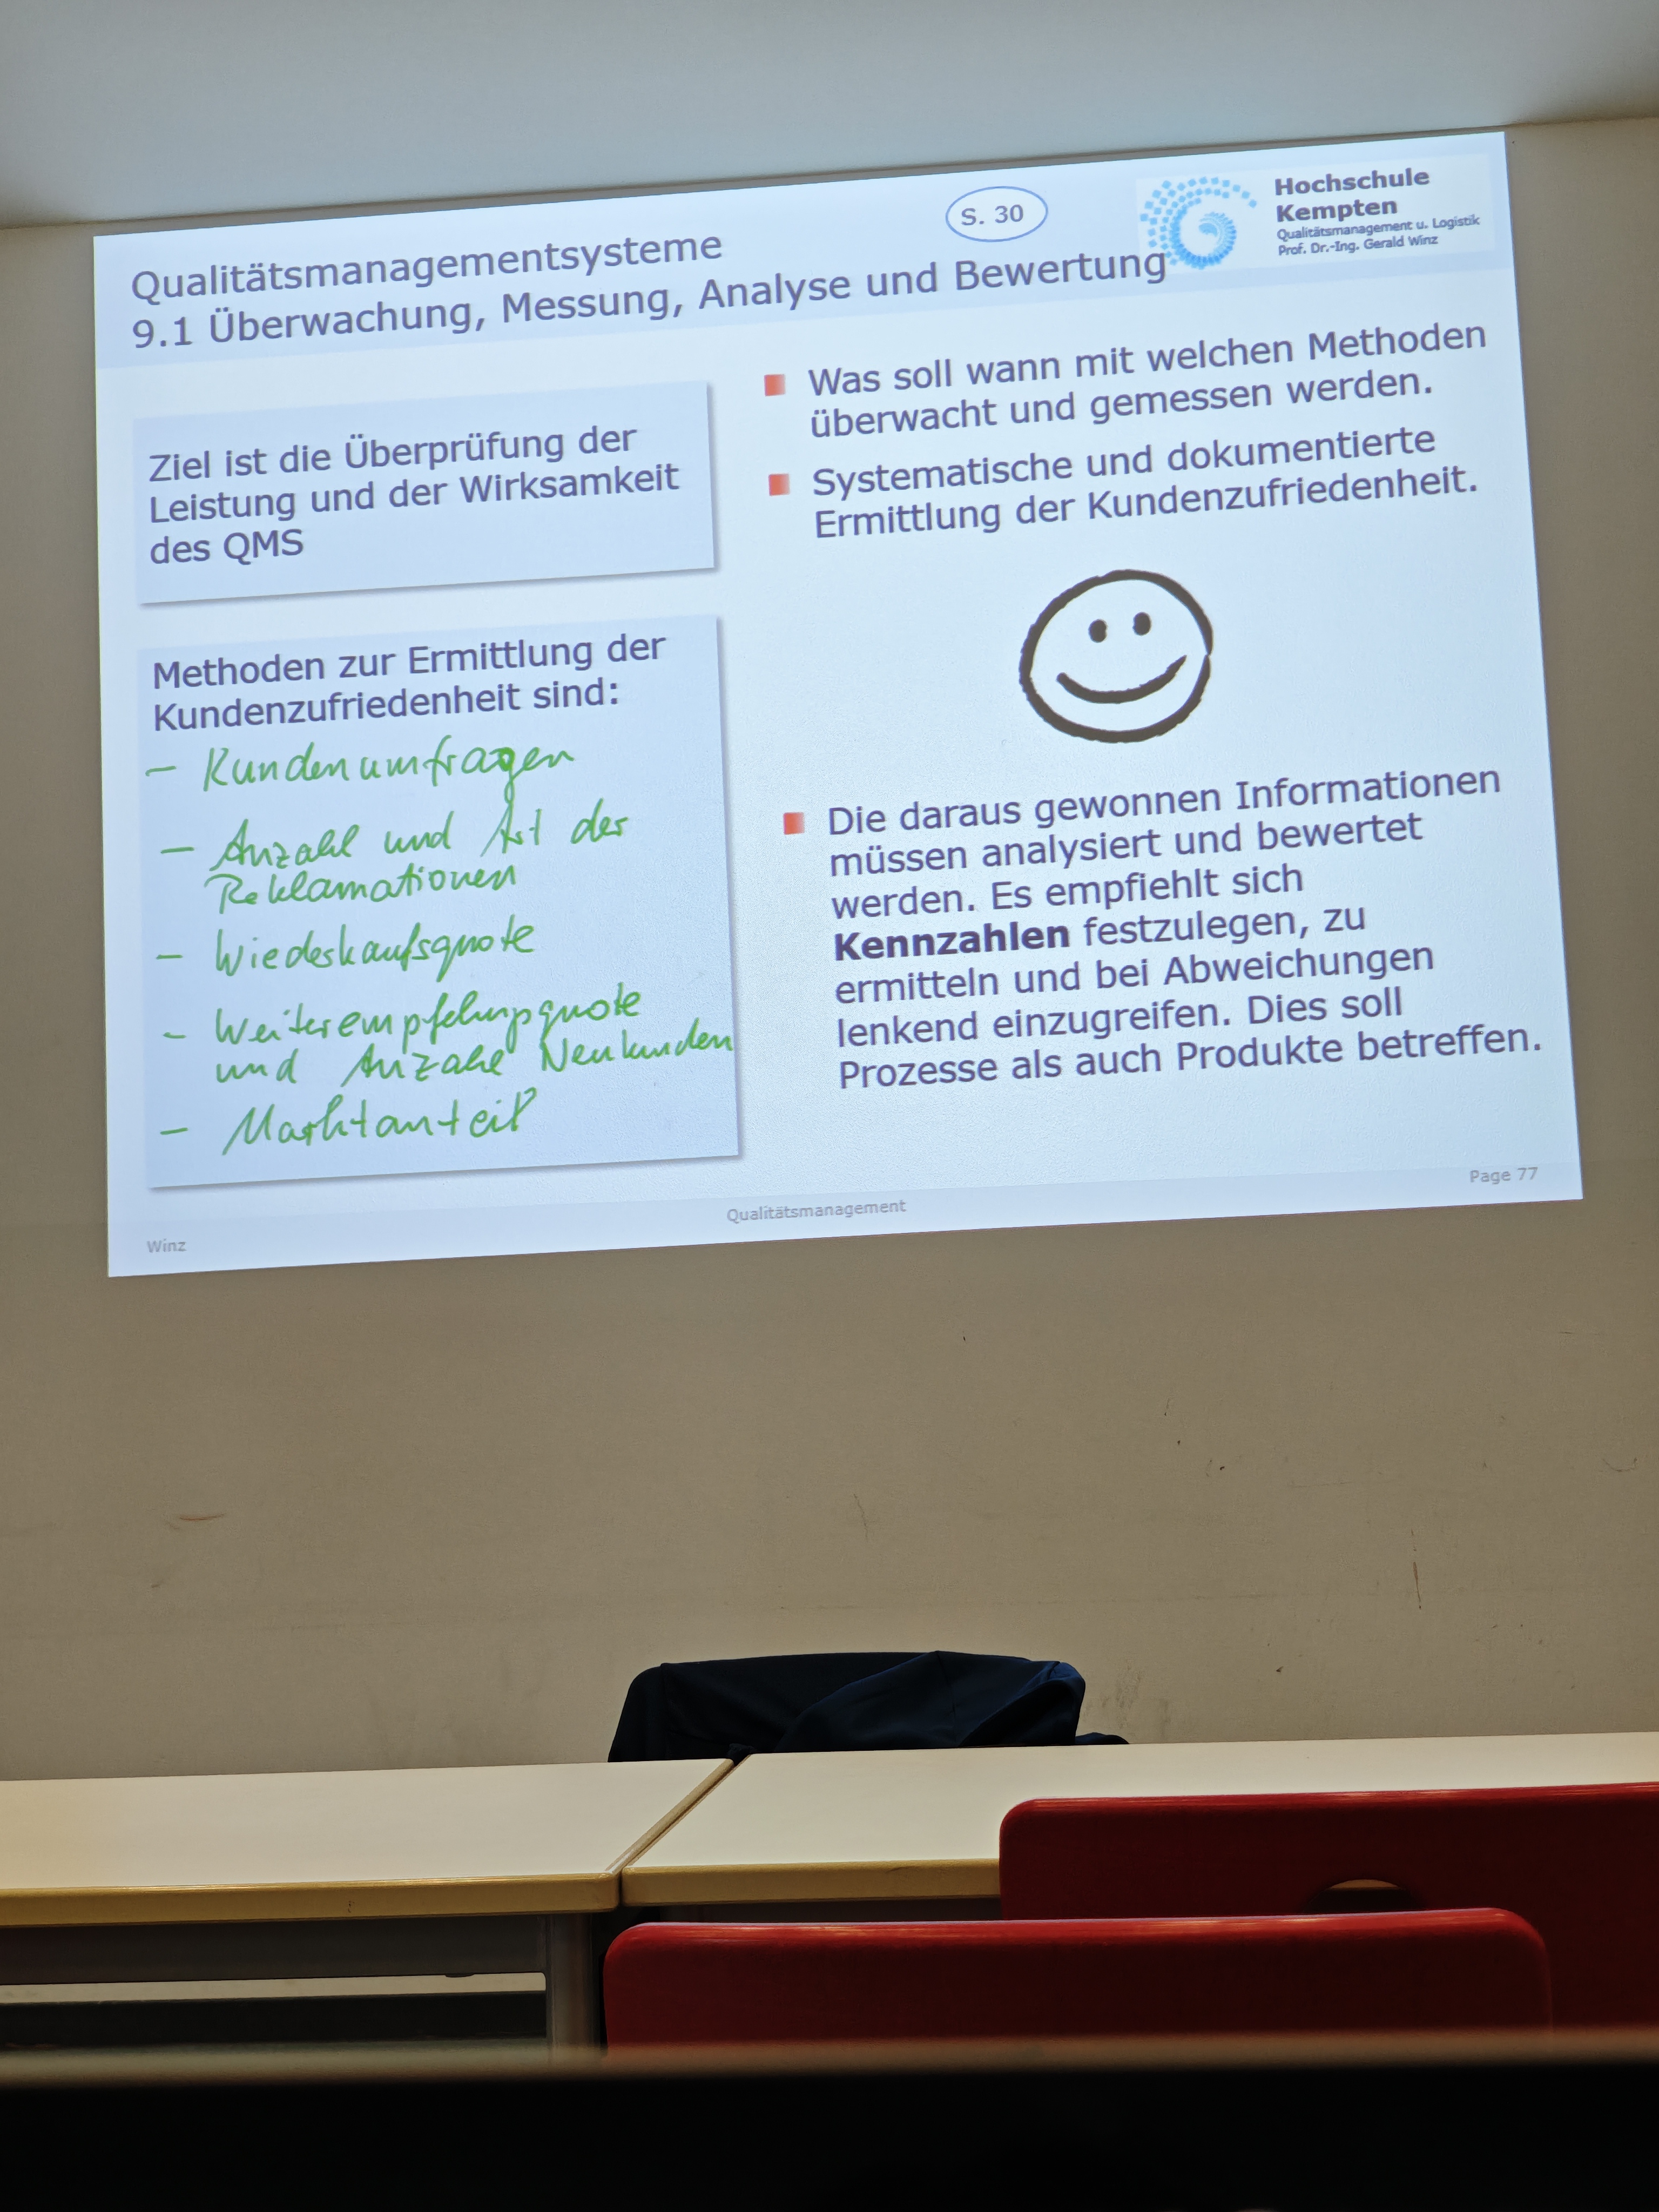 S. 30
Hochschule
Kempten
Qualitätsmanagement u. Logistik
Prof. Dr.-Ing. Gerald Winz
Qualitätsmanagementsysteme
9.1 Überwachung, Messung, Analyse und Bewertung
Ziel ist die Überprüfung der
Leistung und der Wirksamkeit
des QMS
Methoden zur Ermittlung der
Kundenzufriedenheit sind:
– Kundenumfragen
– Anzahl und Art der
Reklamationen
– Wiederkaufsquote
– Weiterempfehlungsquote
und Anzahl Neukunden
– Marktanteil
Was soll wann mit welchen Methoden
überwacht und gemessen werden.
Systematische und dokumentierte
Ermittlung der Kundenzufriedenheit.
Die daraus gewonnen Informationen
müssen analysiert und bewertet
werden. Es empfiehlt sich
Kennzahlen festzulegen, zu
ermitteln und bei Abweichungen
lenkend einzugreifen. Dies soll
Prozesse als auch Produkte betreffen.
Winz
Qualitätsmanagement
Page 77